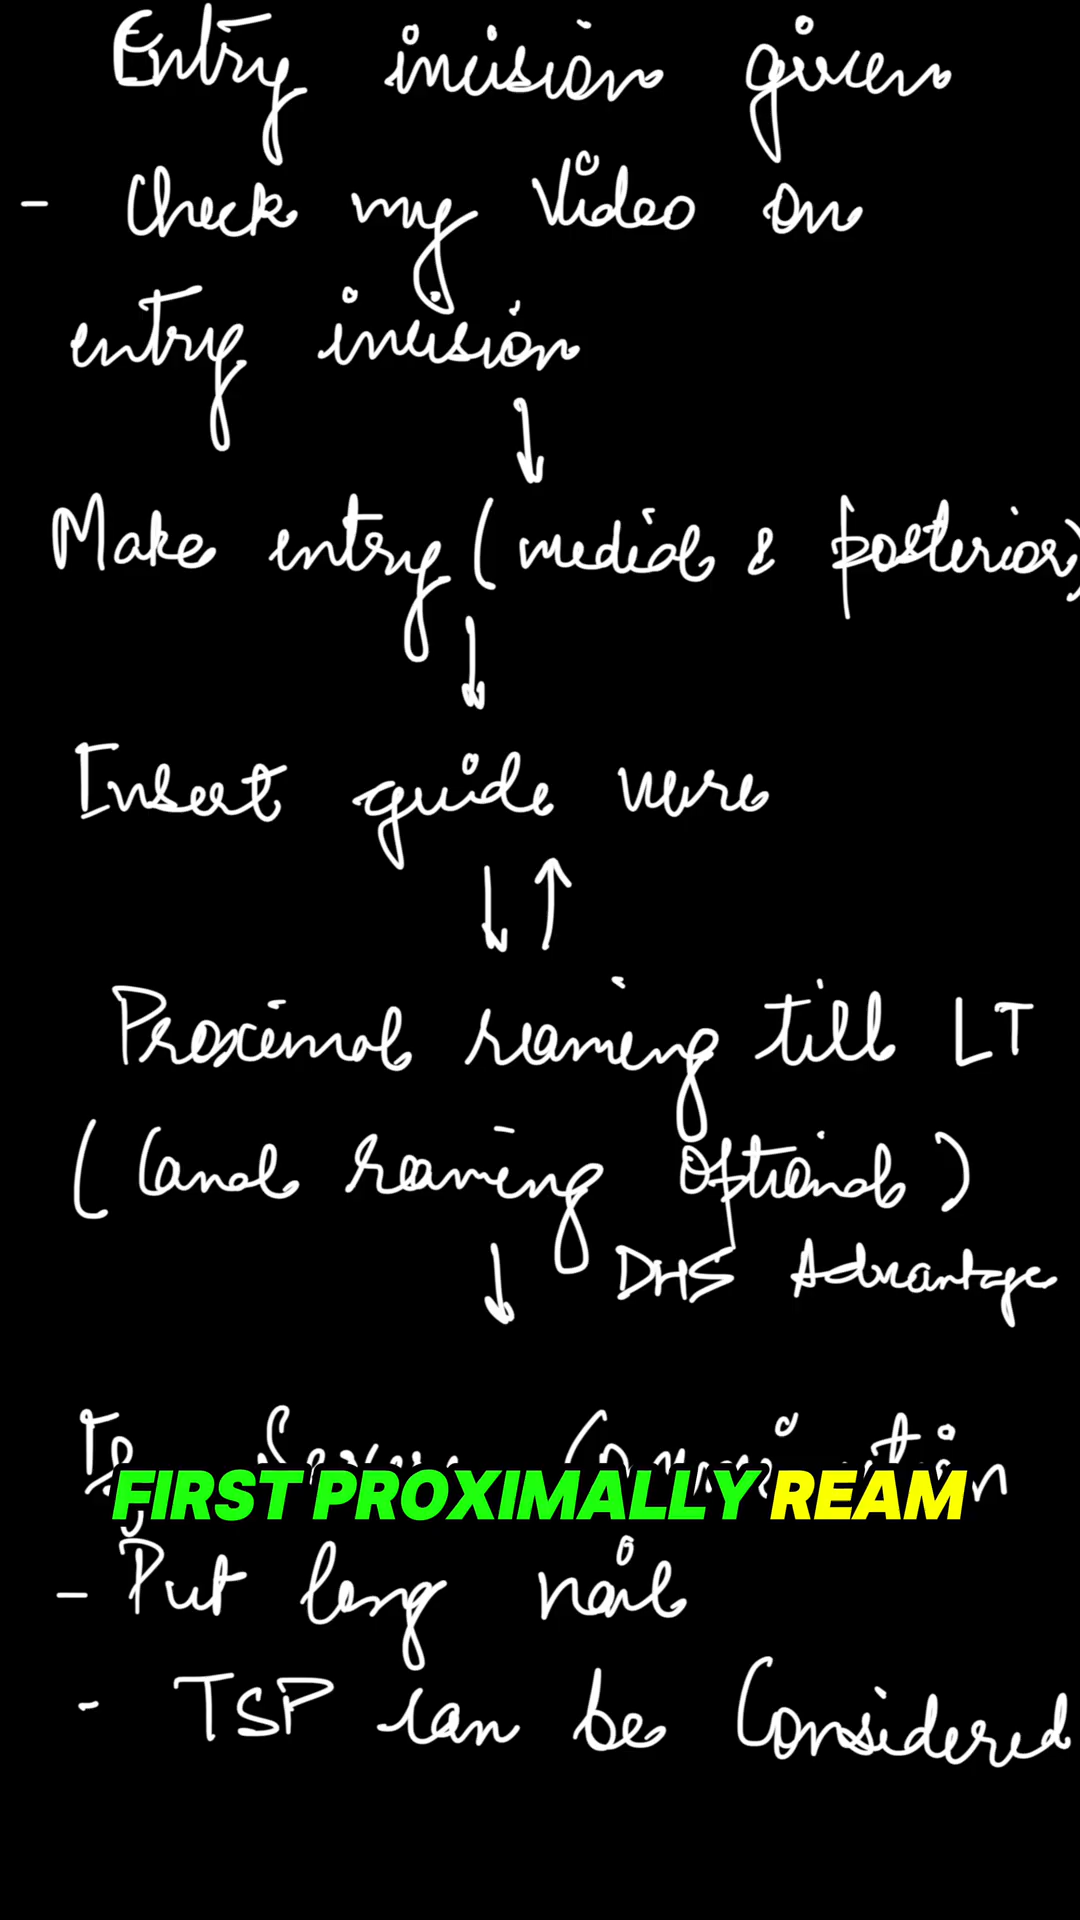 Entry incision given
- Check my video on
entry incision
↓
Make entry (medial & posterior)
↓
Insert guide wire
↓↑
Proximal reaming till LT
(Canal reaming optional)
↓ DHS Advantage
FIRST PROXIMALLY REAM
- Put long nail
- TSP can be Considered